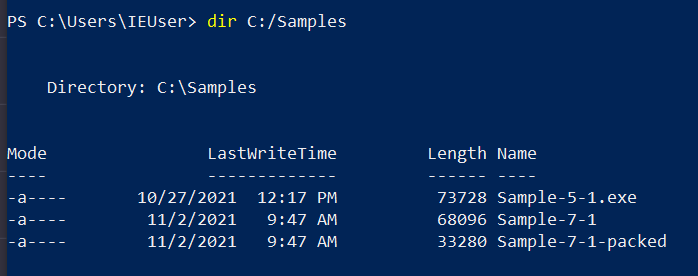 PS C:\Users\IEUser> dir C:/Samples
Directory: C:\Samples
Mode LastWriteTime Length Name
---- ------------- ------ ----
-a---- 10/27/2021 12:17 PM 73728 Sample-5-1.exe
-a---- 11/2/2021 9:47 AM 68096 Sample-7-1
-a---- 11/2/2021 9:47 AM 33280 Sample-7-1-packed